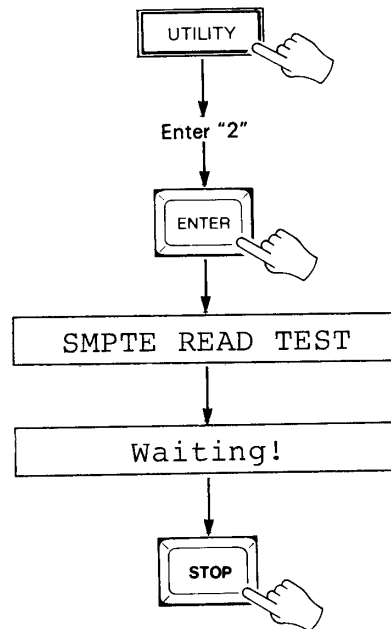 UTILITY
Enter "2"
ENTER
SMPTE READ TEST
Waiting!
STOP